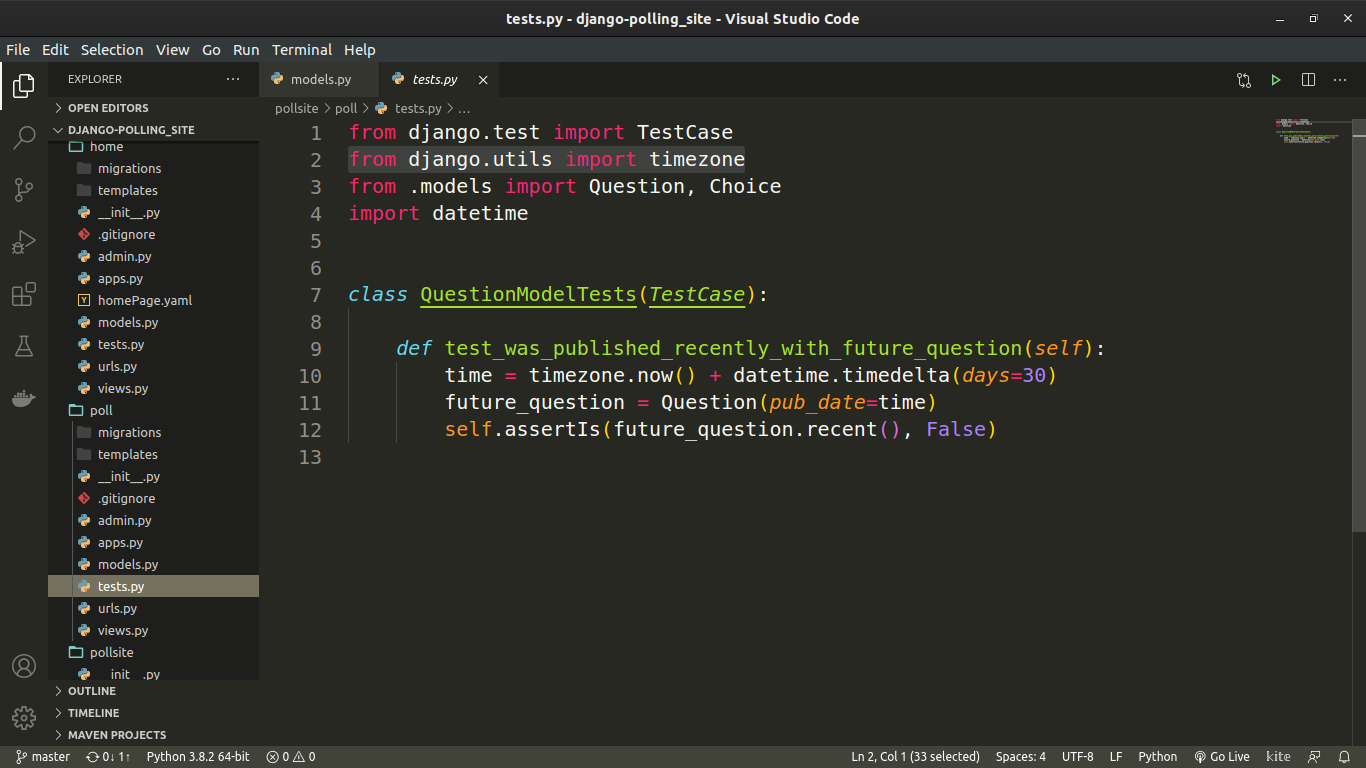 tests.py - django-polling_site - Visual Studio Code
File Edit Selection View Go Run Terminal Help
EXPLORER
models.py
tests.py
OPEN EDITORS
DJANGO-POLLING_SITE
home
migrations
templates
__init__.py
.gitignore
admin.py
apps.py
homePage.yaml
models.py
tests.py
urls.py
views.py
poll
migrations
templates
__init__.py
.gitignore
admin.py
apps.py
models.py
tests.py
urls.py
views.py
pollsite
__init__.py
OUTLINE
TIMELINE
MAVEN PROJECTS
pollsite > poll > tests.py > ...
1 from django.test import TestCase
2 from django.utils import timezone
3 from .models import Question, Choice
4 import datetime
5
6
7 class QuestionModelTests(TestCase):
8
9     def test_was_published_recently_with_future_question(self):
10         time = timezone.now() + datetime.timedelta(days=30)
11         future_question = Question(pub_date=time)
12         self.assertIs(future_question.recent(), False)
13
master 0↓ 1↑ Python 3.8.2 64-bit 0 0 Ln 2, Col 1 (33 selected) Spaces: 4 UTF-8 LF Python Go Live kite